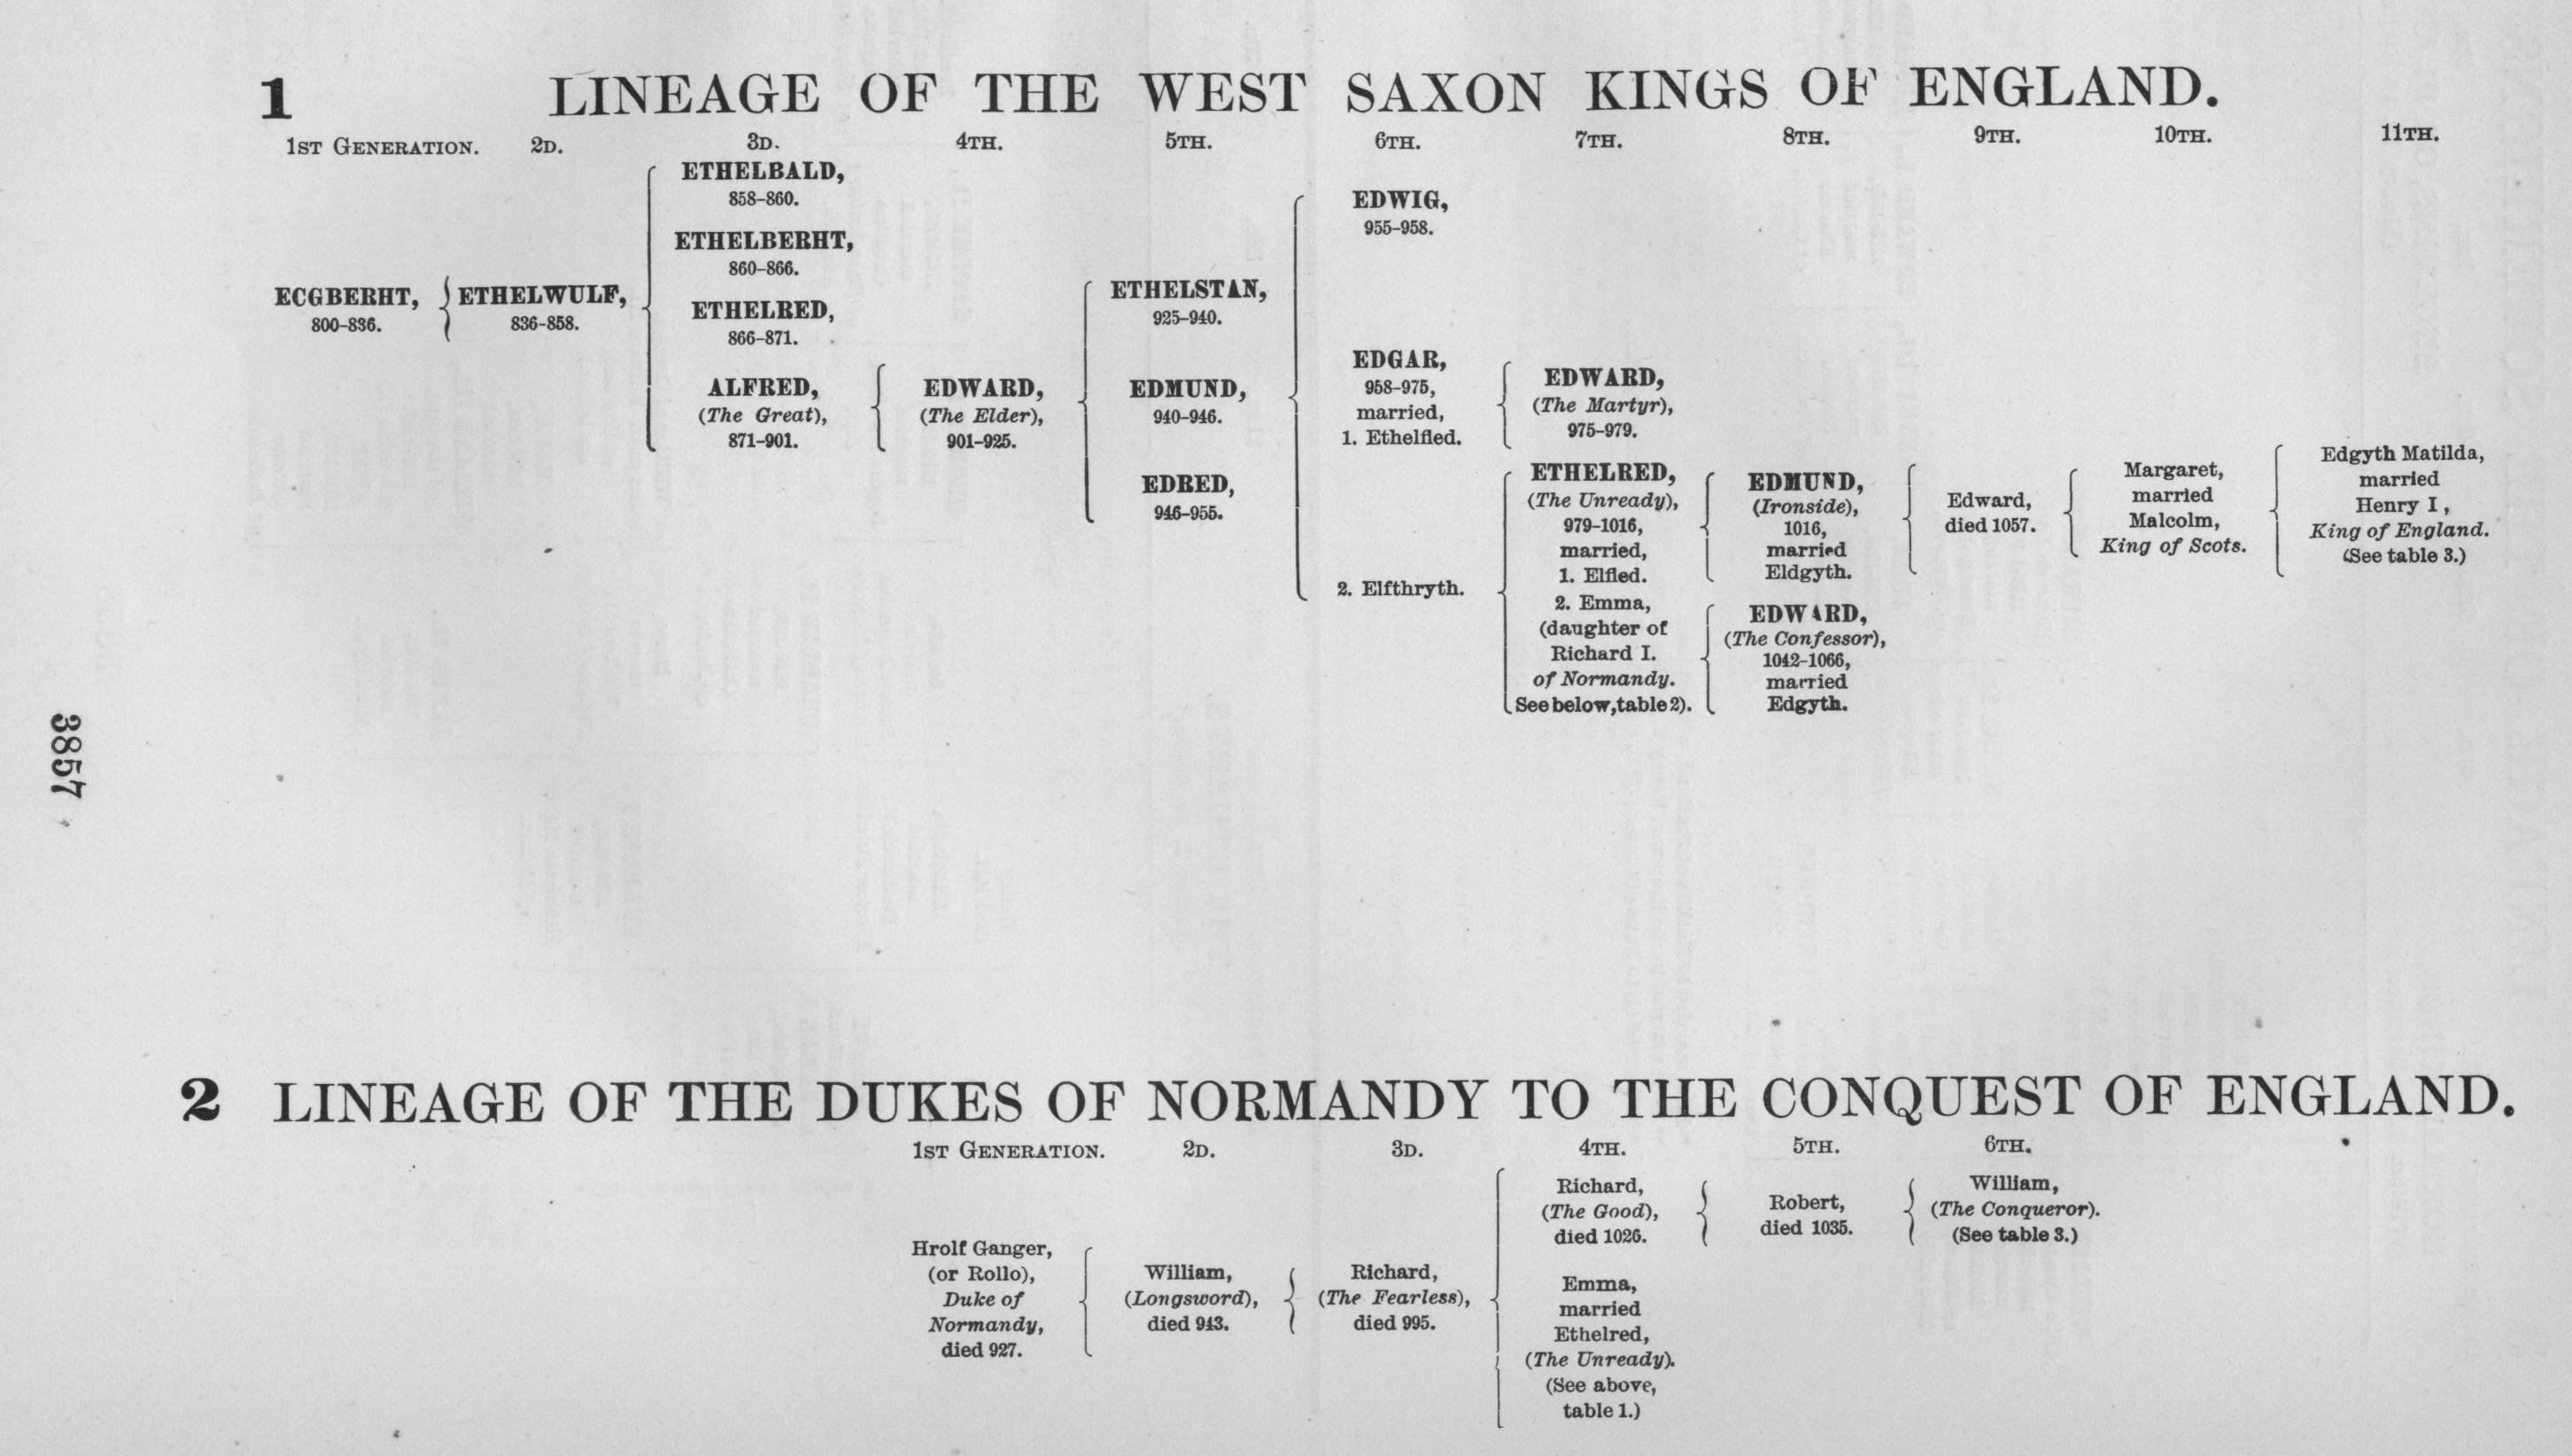 1 LINEAGE OF THE WEST SAXON KINGS OF ENGLAND.
1ST GENERATION. 2D. 3D. 4TH. 5TH. 6TH. 7TH. 8TH. 9TH. 10TH. 11TH.
ECGBERHT,
800-836.
ETHELWULF,
836-858.
ETHELBALD,
858-860.
ETHELBERHT,
860-866.
ETHELRED,
866-871.
ALFRED,
(The Great),
871-901.
EDWARD,
(The Elder),
901-925.
ETHELSTAN,
925-940.
EDMUND,
940-946.
EDRED,
946-955.
EDWIG,
955-958.
EDGAR,
958-975,
married,
1. Ethelfled.
2. Elfthryth.
EDWARD,
(The Martyr),
975-979.
ETHELRED,
(The Unready),
979-1016,
married,
1. Elfled.
2. Emma,
(daughter of
Richard I.
of Normandy.
See below, table 2).
EDMUND,
(Ironside),
1016,
married
Eldgyth.
EDWARD,
(The Confessor),
1042-1066,
married
Edgyth.
Edward,
died 1057.
Margaret,
married
Malcolm,
King of Scots.
Edgyth Matilda,
married
Henry I,
King of England.
(See table 3.)
3857
2 LINEAGE OF THE DUKES OF NORMANDY TO THE CONQUEST OF ENGLAND.
1ST GENERATION. 2D. 3D. 4TH. 5TH. 6TH.
Hrolf Ganger,
(or Rollo),
Duke of
Normandy,
died 927.
William,
(Longsword),
died 943.
Richard,
(The Fearless),
died 995.
Richard,
(The Good),
died 1026.
Emma,
married
Ethelred,
(The Unready).
(See above,
table 1.)
Robert,
died 1035.
William,
(The Conqueror).
(See table 3.)